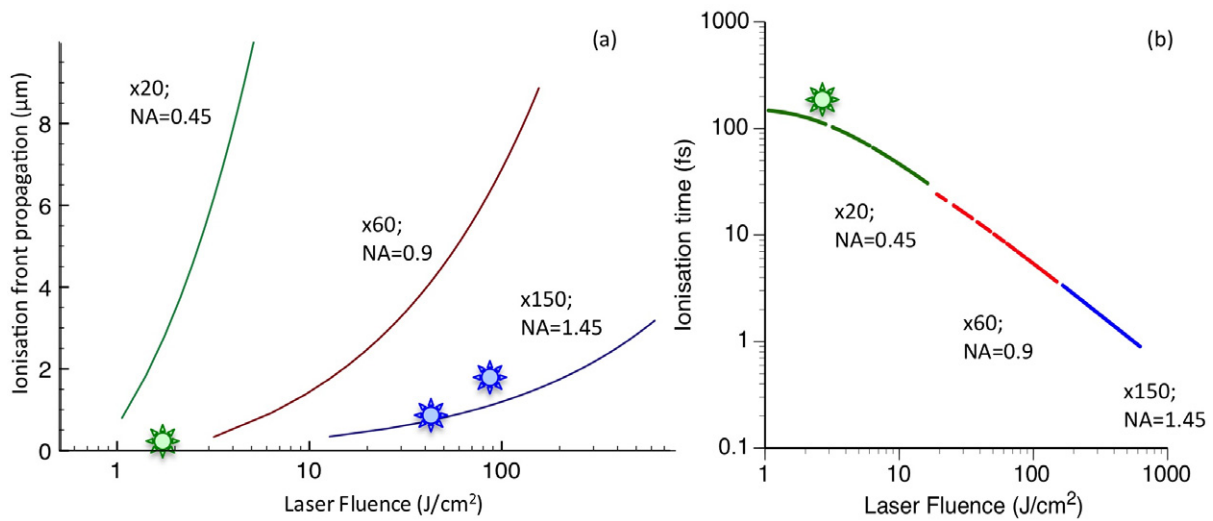 (a)
x20;
NA=0.45
x60;
NA=0.9
x150;
NA=1.45
Ionisation front propagation (µm)
8
6
4
2
0
1
10
100
Laser Fluence (J/cm²)
(b)
1000
100
10
1
0.1
Ionisation time (fs)
x20;
NA=0.45
x60;
NA=0.9
x150;
NA=1.45
1
10
100
1000
Laser Fluence (J/cm²)